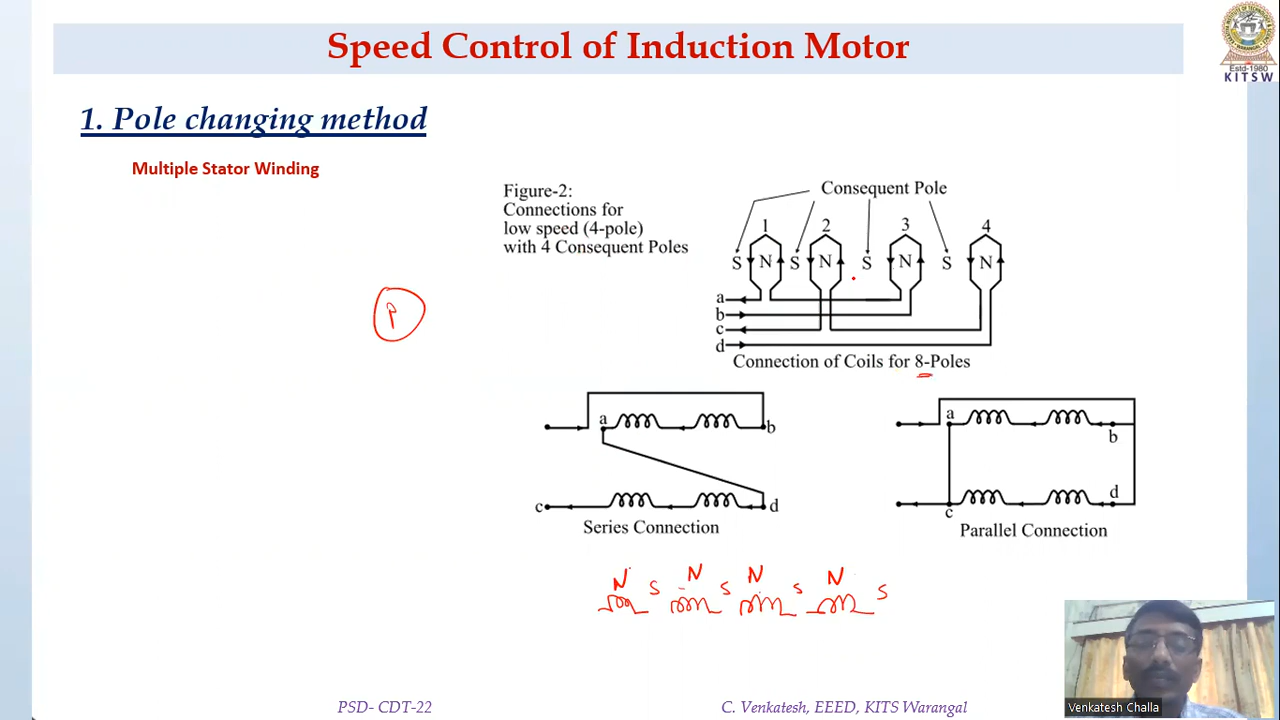 Speed Control of Induction Motor
Estd-1980
KITSW
1. Pole changing method
Multiple Stator Winding
Figure-2:
Connections for
low speed (4-pole)
with 4 Consequent Poles
Consequent Pole
1 2 3 4
S N S N S N S N
a
b
c
d
Connection of Coils for 8-Poles
P
a b
c d
Series Connection
a b
c d
Parallel Connection
N S N S N S N S
PSD- CDT-22
C. Venkatesh, EEED, KITS Warangal
Venkatesh Challa